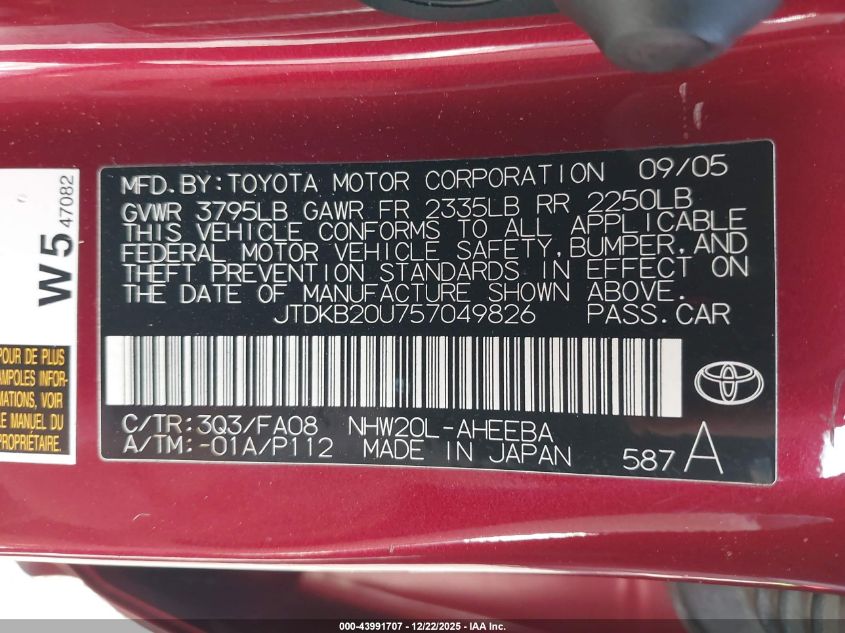 MFD.BY:TOYOTA MOTOR CORPORATION 09/05
GVWR 3795LB GAWR FR 2335LB RR 2250LB
THIS VEHICLE CONFORMS TO ALL APPLICABLE
FEDERAL MOTOR VEHICLE SAFETY,BUMPER,AND
THEFT PREVENTION STANDARDS IN EFFECT ON
THE DATE OF MANUFACTURE SHOWN ABOVE.
JTDKB20U757049826 PASS.CAR
C/TR:3Q3/FA08 NHW20L-AHEEBA
A/TM:-01A/P112 MADE IN JAPAN
587 A
W5 47082
POUR DE PLUS
AMPOLES INFOR-
MATIONS, VOIR
LE MANUEL DU
PROPRIÉTAIRE.
000-43991707 - 12/22/2025 - IAA Inc.